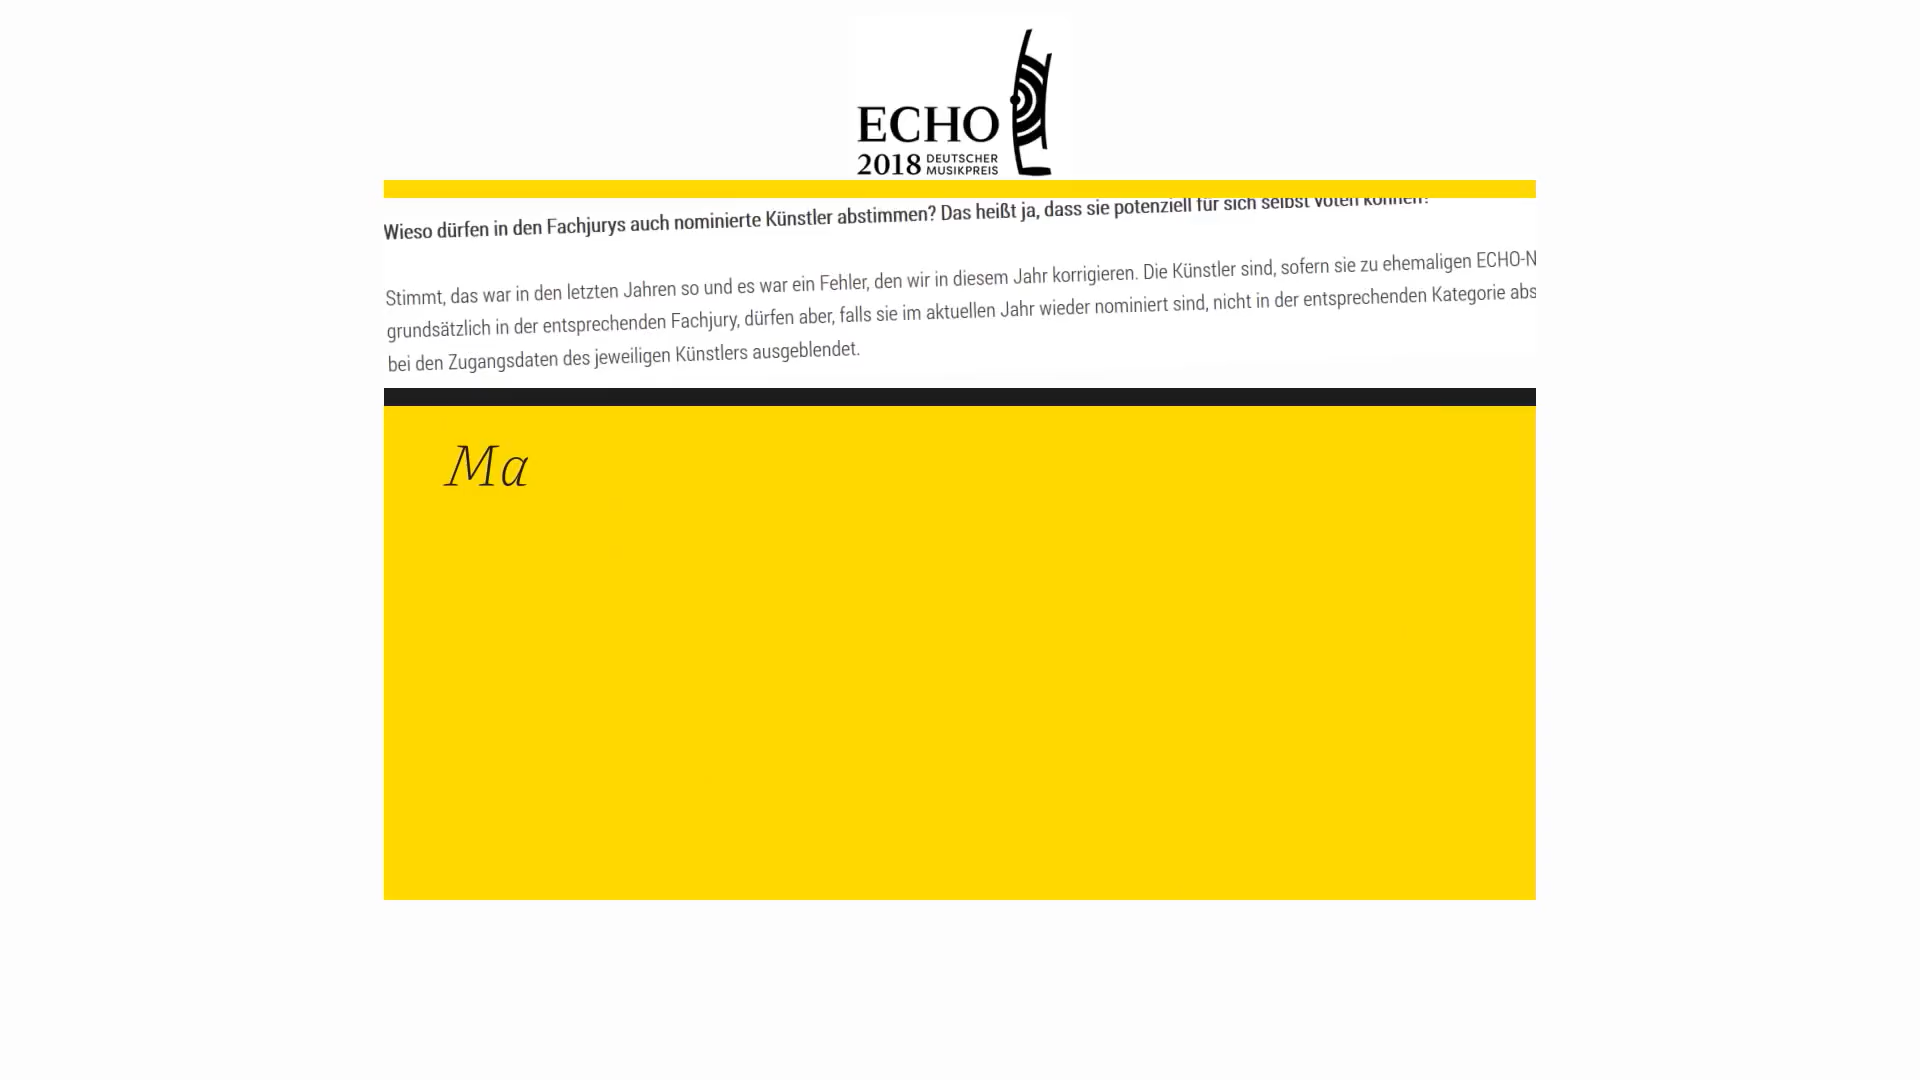 ECHO
2018 DEUTSCHER
MUSIKPREIS
Wieso dürfen in den Fachjurys auch nominierte Künstler abstimmen? Das heißt ja, dass sie potenziell für sich selbst voten können?
Stimmt, das war in den letzten Jahren so und es war ein Fehler, den wir in diesem Jahr korrigieren. Die Künstler sind, sofern sie zu ehemaligen ECHO-N
grundsätzlich in der entsprechenden Fachjury, dürfen aber, falls sie im aktuellen Jahr wieder nominiert sind, nicht in der entsprechenden Kategorie abs
bei den Zugangsdaten des jeweiligen Künstlers ausgeblendet.
Ma